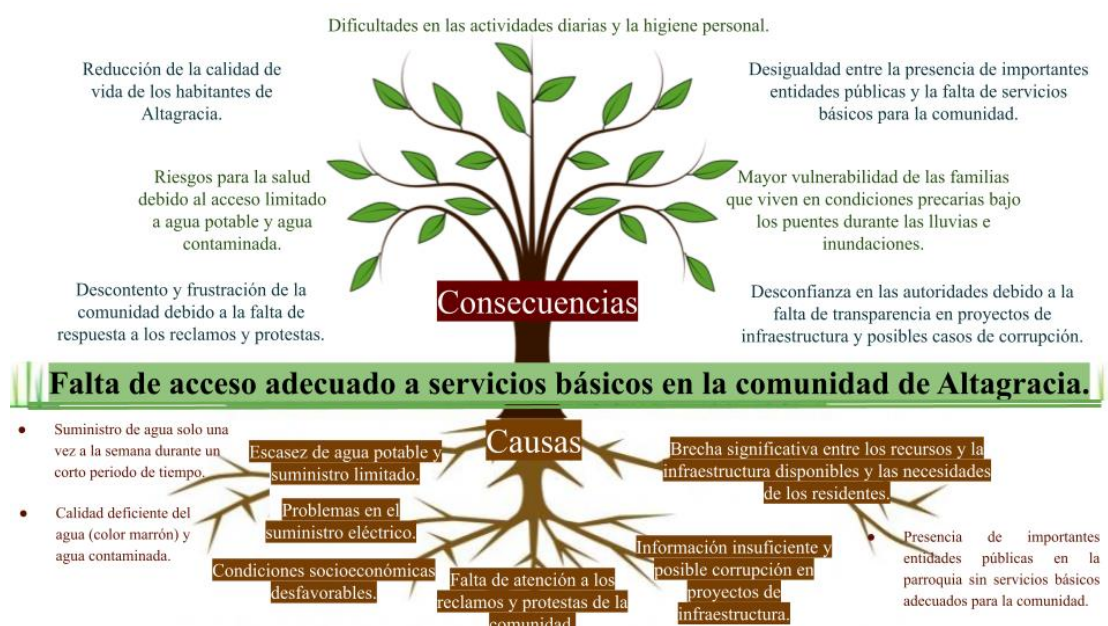 Dificultades en las actividades diarias y la higiene personal.
Reducción de la calidad de
vida de los habitantes de
Altagracia.
Desigualdad entre la presencia de importantes
entidades públicas y la falta de servicios
básicos para la comunidad.
Riesgos para la salud
debido al acceso limitado
a agua potable y agua
contaminada.
Mayor vulnerabilidad de las familias
que viven en condiciones precarias bajo
los puentes durante las lluvias e
inundaciones.
Descontento y frustración de la
comunidad debido a la falta de
respuesta a los reclamos y protestas.
Consecuencias
Desconfianza en las autoridades debido a la
falta de transparencia en proyectos de
infraestructura y posibles casos de corrupción.
Falta de acceso adecuado a servicios básicos en la comunidad de Altagracia.
Causas
● Suministro de agua solo una
vez a la semana durante un
corto periodo de tiempo.
● Calidad deficiente del
agua (color marrón) y
agua contaminada.
Escasez de agua potable y
suministro limitado.
Problemas en el
suministro eléctrico.
Condiciones socioeconómicas
desfavorables.
Falta de atención a los
reclamos y protestas de la
comunidad.
Información insuficiente y
posible corrupción en
proyectos de
infraestructura.
Brecha significativa entre los recursos y la
infraestructura disponibles y las necesidades
de los residentes.
● Presencia de importantes
entidades públicas en la
parroquia sin servicios básicos
adecuados para la comunidad.